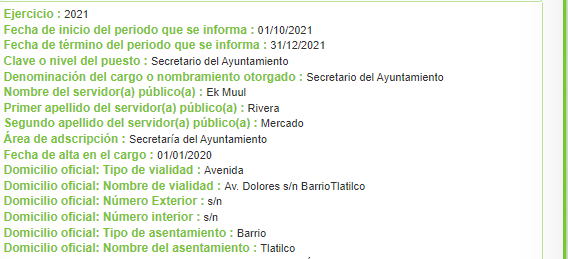 Ejercicio : 2021
Fecha de inicio del periodo que se informa : 01/10/2021
Fecha de término del periodo que se informa : 31/12/2021
Clave o nivel del puesto : Secretario del Ayuntamiento
Denominación del cargo o nombramiento otorgado : Secretario del Ayuntamiento
Nombre del servidor(a) público(a) : Ek Muul
Primer apellido del servidor(a) público(a) : Rivera
Segundo apellido del servidor(a) público(a) : Mercado
Área de adscripción : Secretaría del Ayuntamiento
Fecha de alta en el cargo : 01/01/2020
Domicilio oficial: Tipo de vialidad : Avenida
Domicilio oficial: Nombre de vialidad : Av. Dolores s/n BarrioTlatilco
Domicilio oficial: Número Exterior : s/n
Domicilio oficial: Número interior : s/n
Domicilio oficial: Tipo de asentamiento : Barrio
Domicilio oficial: Nombre del asentamiento : Tlatilco